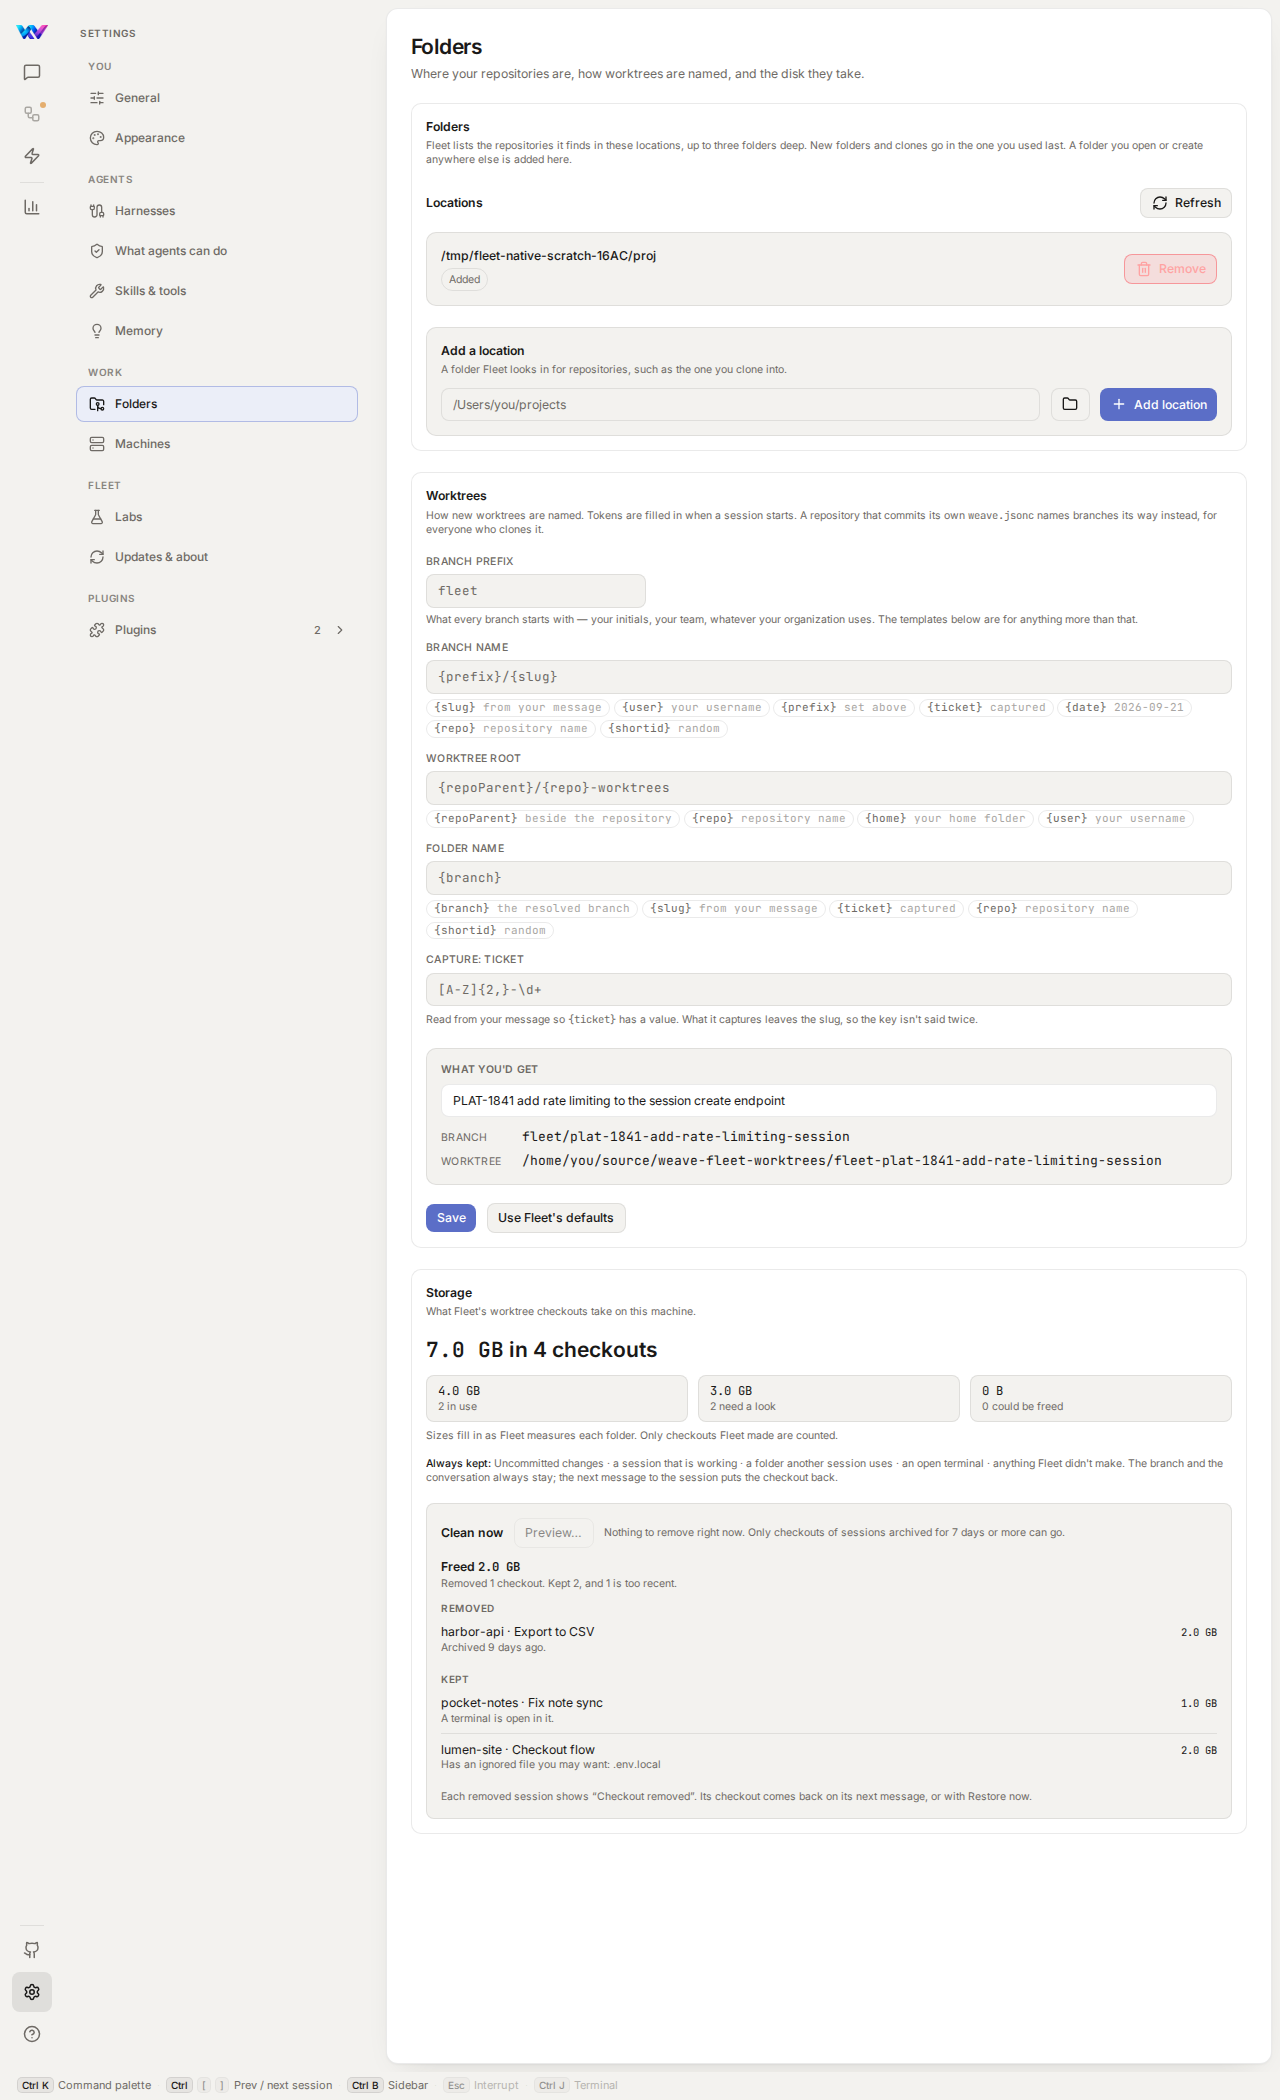 SETTINGS
YOU
General
Appearance
AGENTS
Harnesses
What agents can do
Skills & tools
Memory
WORK
Folders
Machines
FLEET
Labs
Updates & about
PLUGINS
Plugins 2
Folders
Where your repositories are, how worktrees are named, and the disk they take.
Folders
Fleet lists the repositories it finds in these locations, up to three folders deep. New folders and clones go in the one you used last. A folder you open or create
anywhere else is added here.
Locations
Refresh
/tmp/fleet-native-scratch-16AC/proj
Added
Remove
Add a location
A folder Fleet looks in for repositories, such as the one you clone into.
/Users/you/projects
Add location
Worktrees
How new worktrees are named. Tokens are filled in when a session starts. A repository that commits its own weave.jsonc names branches its way instead, for
everyone who clones it.
BRANCH PREFIX
fleet
What every branch starts with — your initials, your team, whatever your organization uses. The templates below are for anything more than that.
BRANCH NAME
{prefix}/{slug}
{slug} from your message {user} your username {prefix} set above {ticket} captured {date} 2026-09-21
{repo} repository name {shortid} random
WORKTREE ROOT
{repoParent}/{repo}-worktrees
{repoParent} beside the repository {repo} repository name {home} your home folder {user} your username
FOLDER NAME
{branch}
{branch} the resolved branch {slug} from your message {ticket} captured {repo} repository name
{shortid} random
CAPTURE: TICKET
[A-Z]{2,}-\d+
Read from your message so {ticket} has a value. What it captures leaves the slug, so the key isn't said twice.
WHAT YOU'D GET
PLAT-1841 add rate limiting to the session create endpoint
BRANCH fleet/plat-1841-add-rate-limiting-session
WORKTREE /home/you/source/weave-fleet-worktrees/fleet-plat-1841-add-rate-limiting-session
Save
Use Fleet's defaults
Storage
What Fleet's worktree checkouts take on this machine.
7.0 GB in 4 checkouts
4.0 GB
2 in use
3.0 GB
2 need a look
0 B
0 could be freed
Sizes fill in as Fleet measures each folder. Only checkouts Fleet made are counted.
Always kept: Uncommitted changes · a session that is working · a folder another session uses · an open terminal · anything Fleet didn't make. The branch and the
conversation always stay; the next message to the session puts the checkout back.
Clean now Preview... Nothing to remove right now. Only checkouts of sessions archived for 7 days or more can go.
Freed 2.0 GB
Removed 1 checkout. Kept 2, and 1 is too recent.
REMOVED
harbor-api · Export to CSV 2.0 GB
Archived 9 days ago.
KEPT
pocket-notes · Fix note sync 1.0 GB
A terminal is open in it.
lumen-site · Checkout flow 2.0 GB
Has an ignored file you may want: .env.local
Each removed session shows “Checkout removed”. Its checkout comes back on its next message, or with Restore now.
Ctrl K Command palette Ctrl [ ] Prev / next session Ctrl B Sidebar Esc Interrupt Ctrl J Terminal